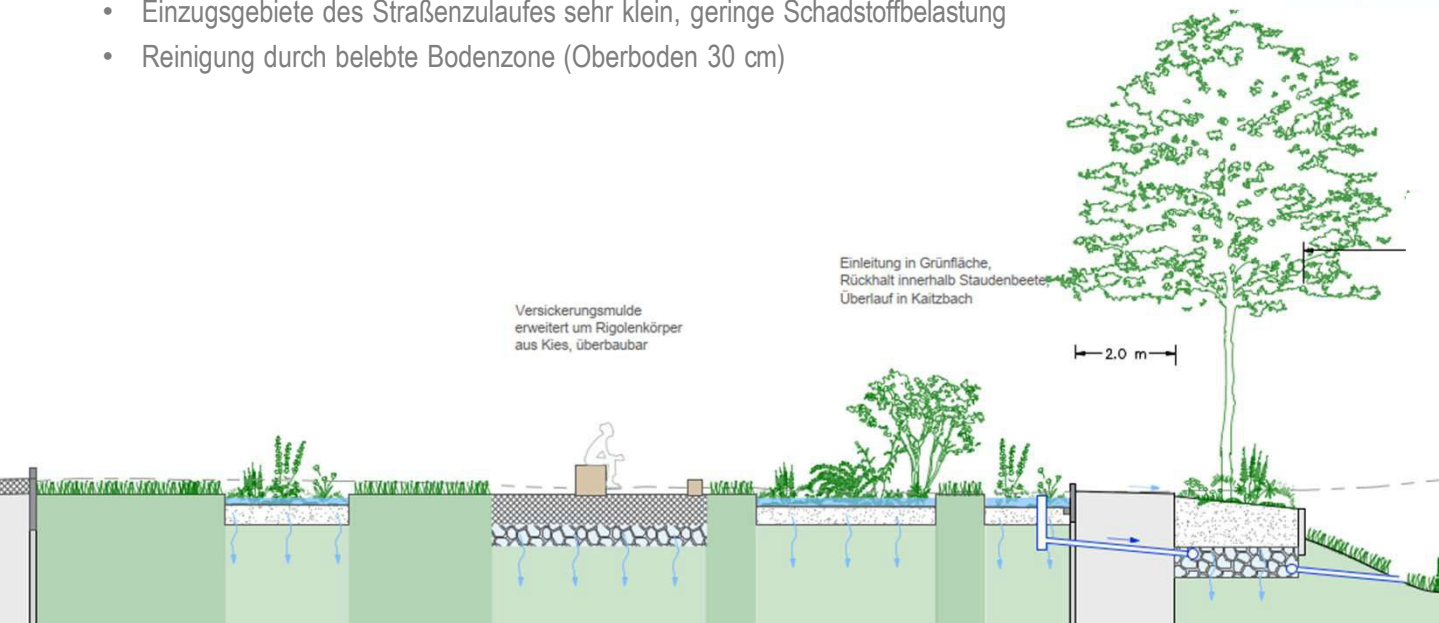 • Einzugsgebiete des Straßenzulaufes sehr klein, geringe Schadstoffbelastung
• Reinigung durch belebte Bodenzone (Oberboden 30 cm)
Einleitung in Grünfläche,
Rückhalt innerhalb Staudenbeete,
Überlauf in Kaitzbach
Versickerungsmulde
erweitert um Rigolenkörper
aus Kies, überbaubar
2.0 m